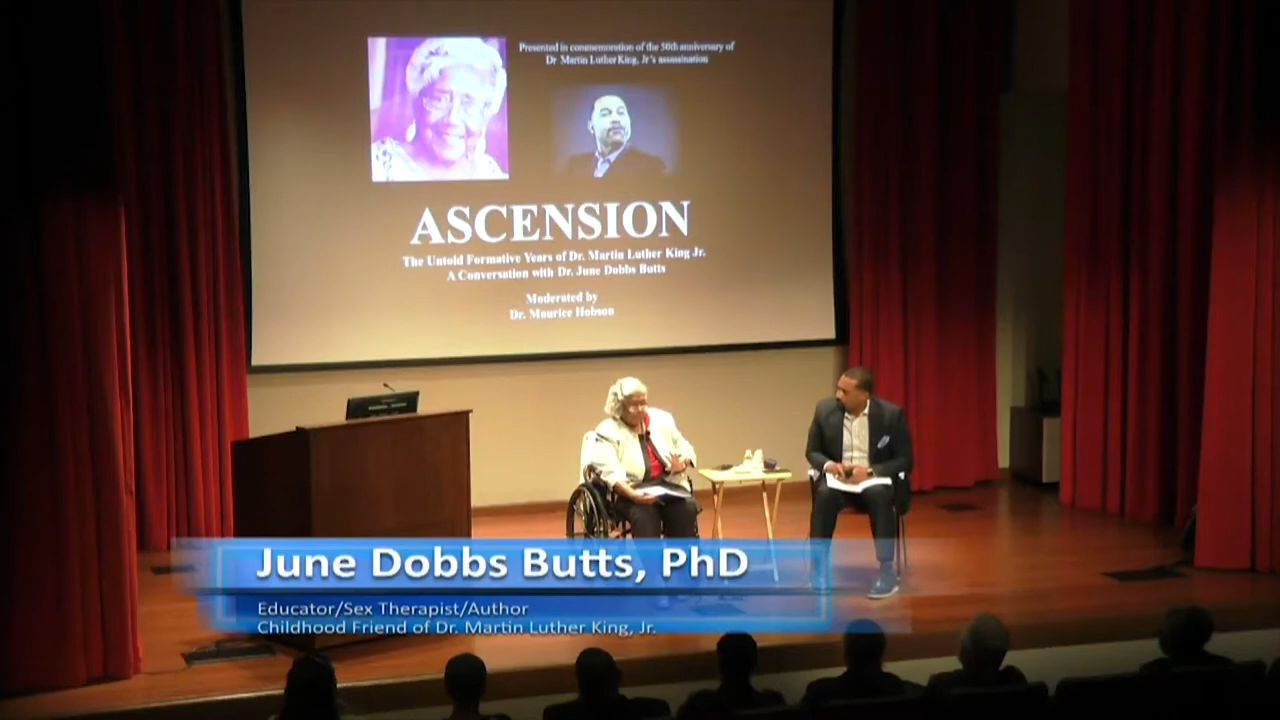 Presented in commemoration of the 50th anniversary of
Dr Martin Luther King, Jr's assassination
ASCENSION
The Untold Formative Years of Dr. Martin Luther King Jr.
A Conversation with Dr. June Dobbs Butts
Moderated by
Dr. Maurice Hobson
June Dobbs Butts, PhD
Educator/Sex Therapist/Author
Childhood Friend of Dr. Martin Luther King, Jr.